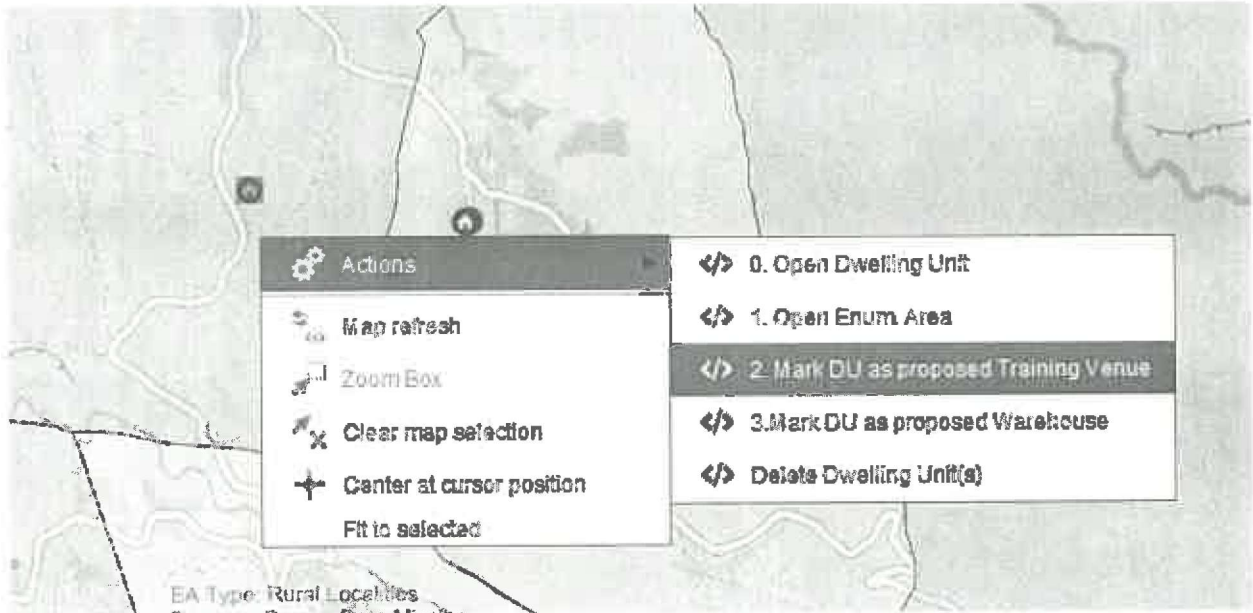 Actions
Map refresh
Zoom Box
Clear map selection
Center at cursor position
Fit to selected
0. Open Dwelling Unit
1. Open Enum. Area
2. Mark DU as proposed Training Venue
3.Mark DU as proposed Warehouse
Delete Dwelling Unit(s)
EA Type: Rural Localities